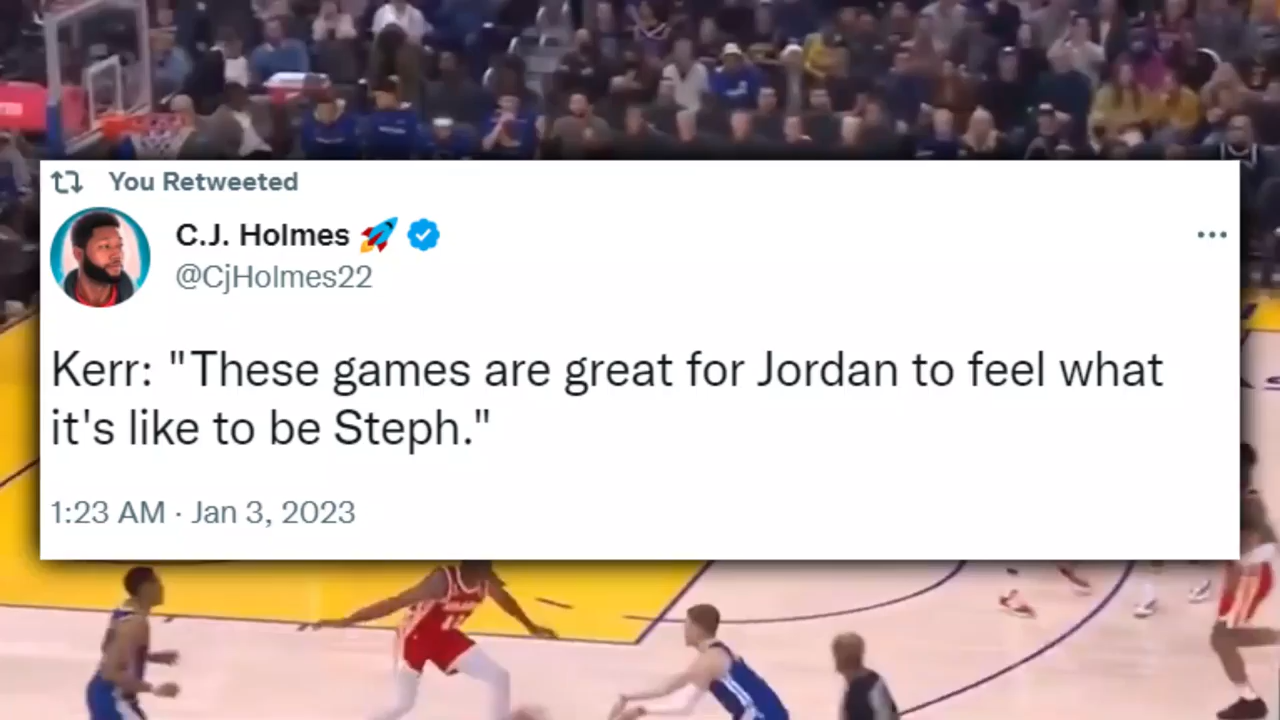 You Retweeted
C.J. Holmes 🚀
@CjHolmes22
Kerr: "These games are great for Jordan to feel what
it's like to be Steph."
1:23 AM · Jan 3, 2023